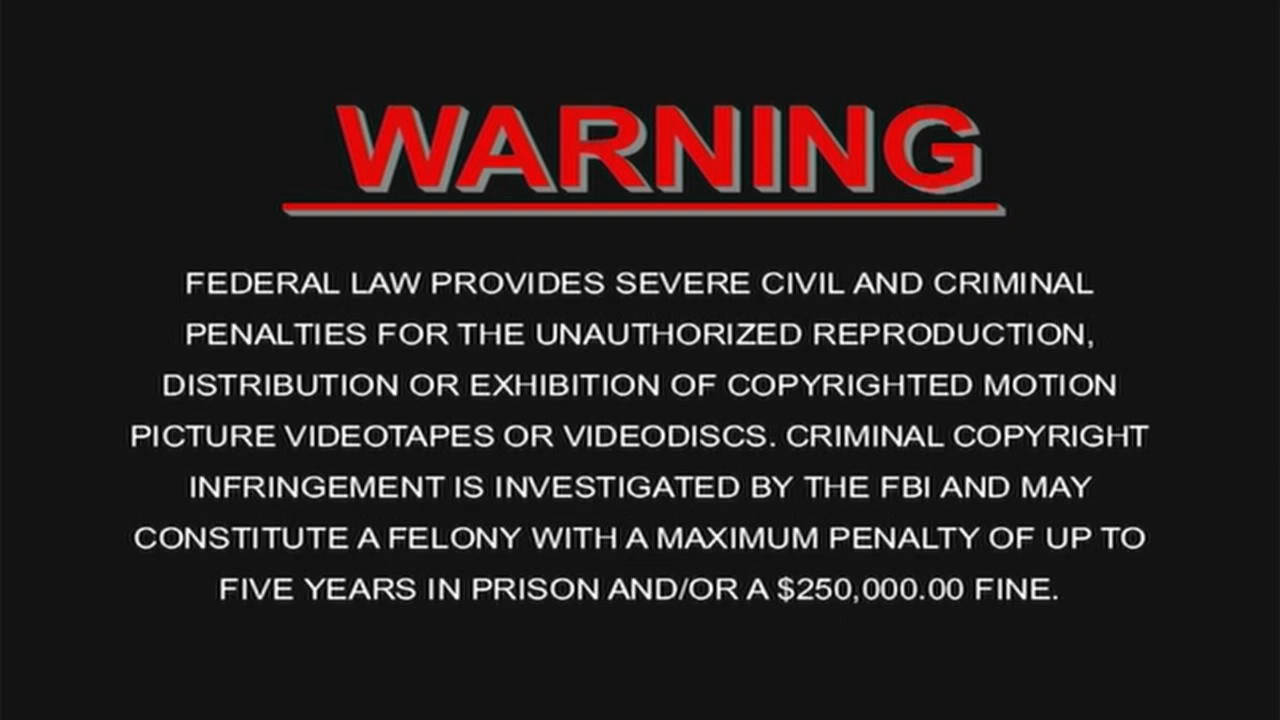 WARNING
FEDERAL LAW PROVIDES SEVERE CIVIL AND CRIMINAL
PENALTIES FOR THE UNAUTHORIZED REPRODUCTION,
DISTRIBUTION OR EXHIBITION OF COPYRIGHTED MOTION
PICTURE VIDEOTAPES OR VIDEODISCS. CRIMINAL COPYRIGHT
INFRINGEMENT IS INVESTIGATED BY THE FBI AND MAY
CONSTITUTE A FELONY WITH A MAXIMUM PENALTY OF UP TO
FIVE YEARS IN PRISON AND/OR A $250,000.00 FINE.